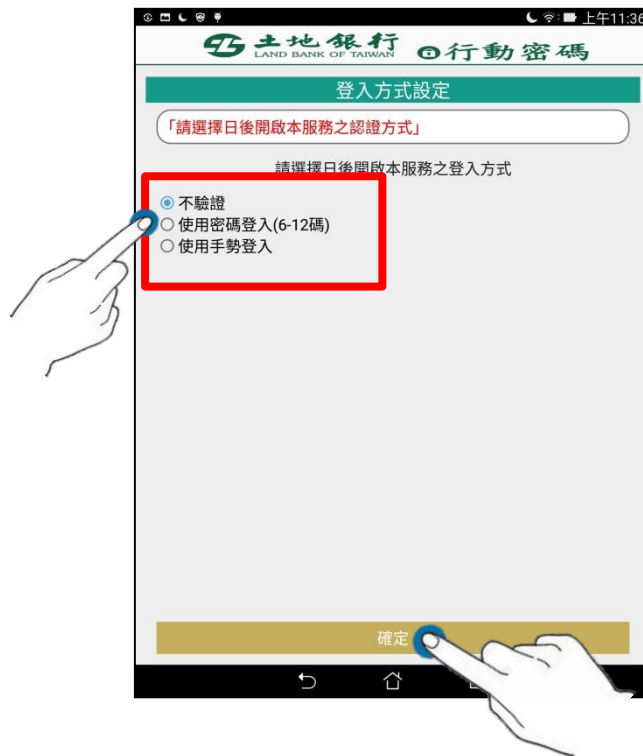 上午11:36
土地銀行
LAND BANK OF TAIWAN
行動密碼
登入方式設定
「請選擇日後開啟本服務之認證方式」
請選擇日後開啟本服務之登入方式
不驗證
使用密碼登入(6-12碼)
使用手勢登入
確定